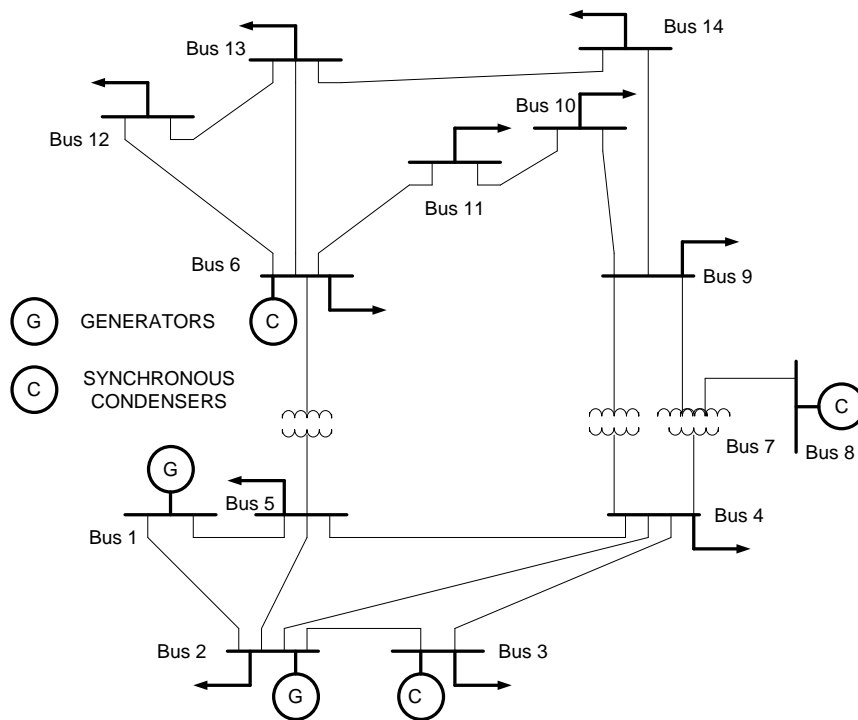 Bus 14
Bus 13
Bus 10
Bus 12
Bus 11
Bus 6
Bus 9
G
GENERATORS
C
C
SYNCHRONOUS
CONDENSERS
C
Bus 7
Bus 8
G
Bus 5
Bus 4
Bus 1
Bus 2
Bus 3
G
C